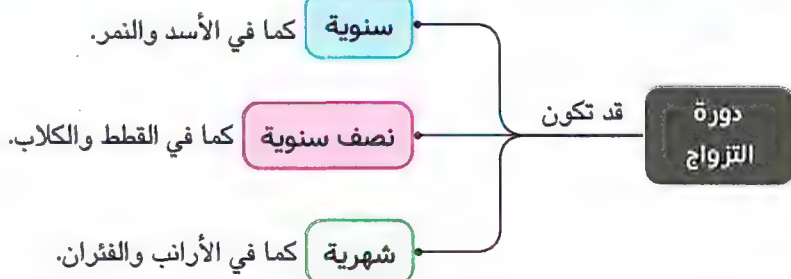 دورة
التزواج
قد تكون
سنوية كما في الأسد والنمر.
نصف سنوية كما في القطط والكلاب.
شهرية كما في الأرانب والفئران.